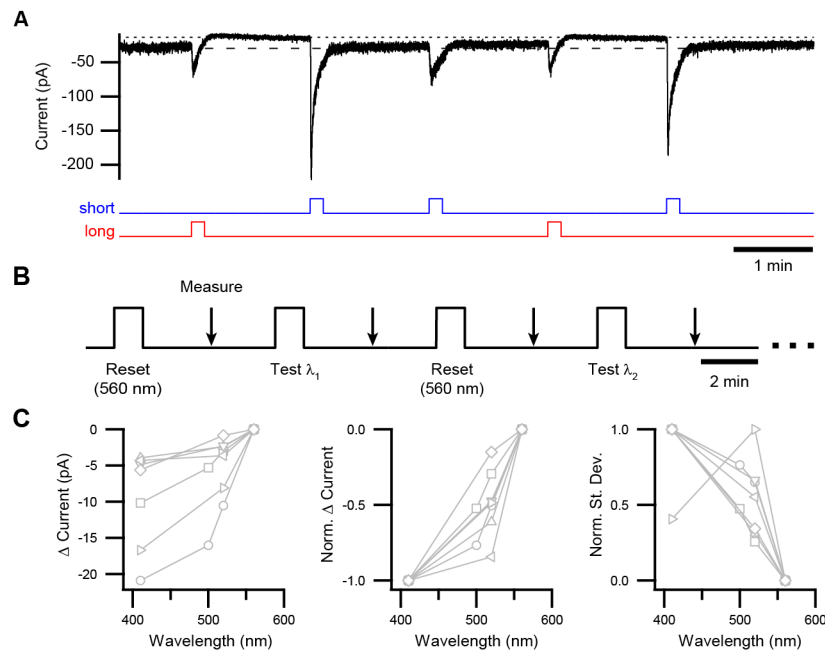 A
Current (pA)
-50
-100
-150
-200
short
long
1 min
B
Measure
Reset
(560 nm)
Test λ1
Reset
(560 nm)
Test λ2
2 min
C
Δ Current (pA)
0
-5
-10
-15
-20
400
500
600
Wavelength (nm)
Norm. Δ Current
0.0
-0.5
-1.0
400
500
600
Wavelength (nm)
Norm. St. Dev.
1.0
0.5
0.0
400
500
600
Wavelength (nm)